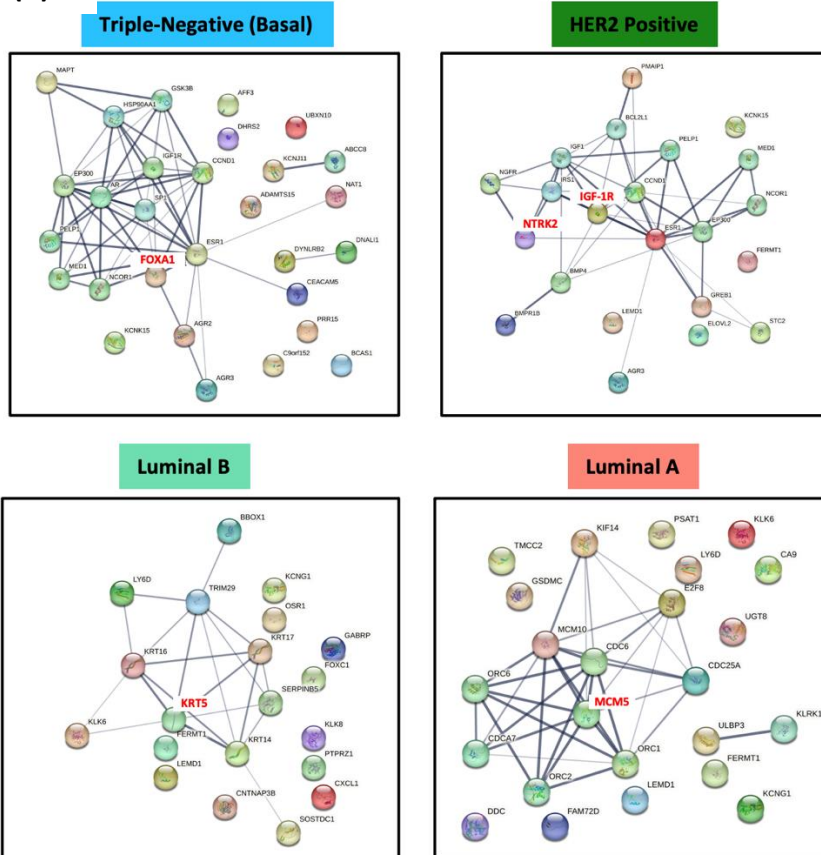 Triple-Negative (Basal)
MAPT
GSK3B
AFF3
HSP90AA1
UBXN10
DHRS2
IGF1R
KCNJ11
ABCC8
EP300
CCND1
AR
NAT1
SP1
ADAMTS15
PELP1
ESR1
DYNLRB2
DNALI1
FOXA1
MED1
NCOR1
CEACAM5
PRR15
AGR2
KCNK15
C9orf152
BCAS1
AGR3
HER2 Positive
PMAIP1
BCL2L1
KCNK15
PELP1
IGF1
MED1
NGFR
IRS1
CCND1
IGF-1R
NCOR1
NTRK2
ESR1
EP300
FERMT1
BMP4
GREB1
BMPR1B
LEMD1
ELOVL2
STC2
AGR3
Luminal B
BBOX1
LY6D
TRIM29
KCNG1
OSR1
KRT16
KRT17
GABRP
FOXC1
SERPINB5
KRT5
KLK6
FERMT1
KLK8
KRT14
PTPRZ1
LEMD1
CXCL1
CNTNAP3B
SOSTDC1
Luminal A
KIF14
PSAT1
KLK6
TMCC2
LY6D
CA9
GSDMC
E2F8
UGT8
MCM10
CDC6
CDC25A
ORC6
MCM5
ULBP3
KLRK1
CDCA7
ORC1
FERMT1
ORC2
LEMD1
KCNG1
DDC
FAM72D